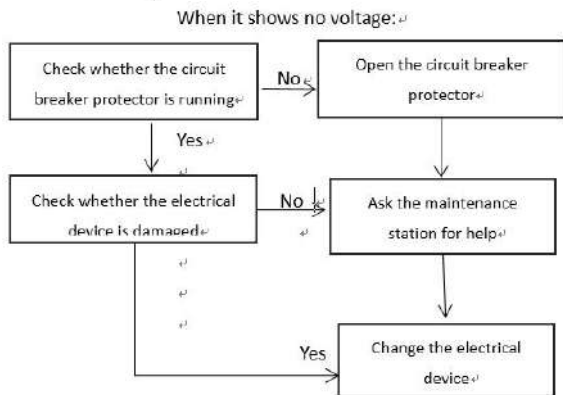 When it shows no voltage:
Check whether the circuit
breaker protector is running
No
Open the circuit breaker
protector
Yes
Check whether the electrical
device is damaged
No
Ask the maintenance
station for help
Yes
Change the electrical
device